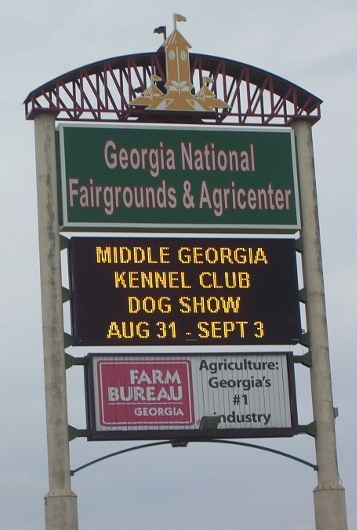 Georgia National
Fairgrounds & Agricenter
MIDDLE GEORGIA
KENNEL CLUB
DOG SHOW
AUG 31 - SEPT 3
FARM
BUREAU
GEORGIA
Agriculture:
Georgia's
#1
industry